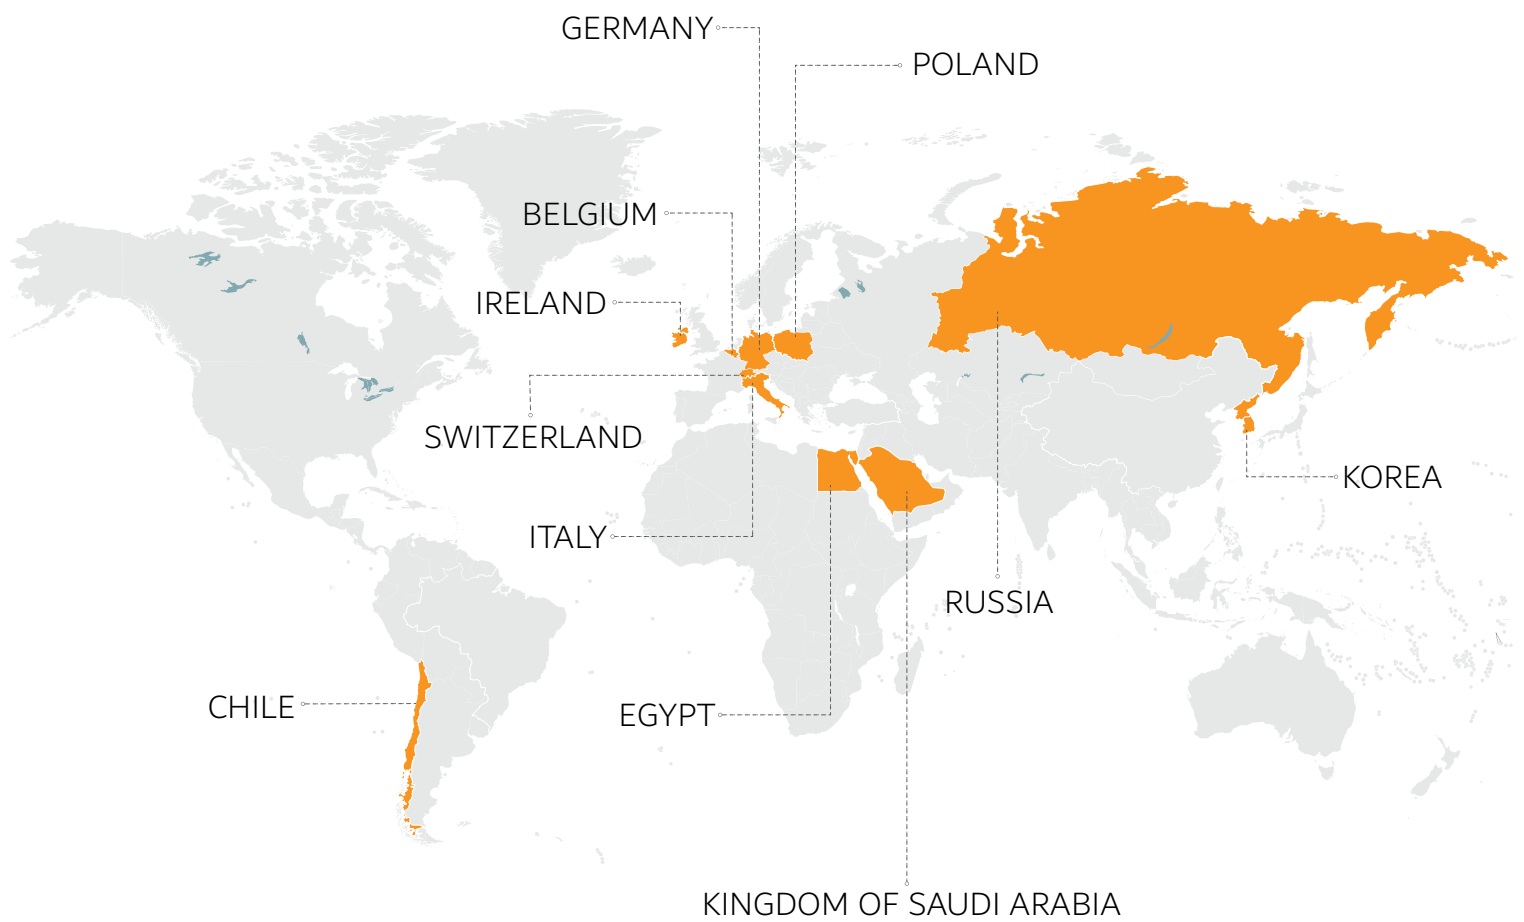 GERMANY
POLAND
BELGIUM
IRELAND
SWITZERLAND
KOREA
ITALY
RUSSIA
CHILE
EGYPT
KINGDOM OF SAUDI ARABIA